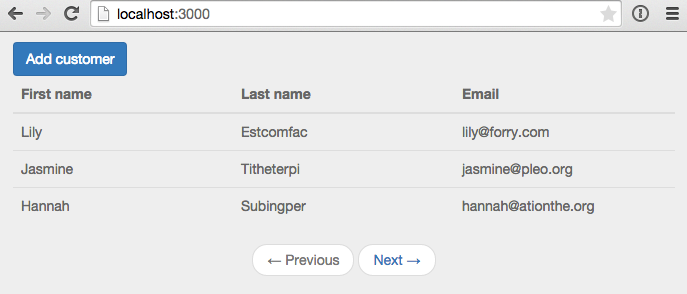 localhost:3000
Add customer
First name Last name Email
Lily Estcomfac lily@forry.com
Jasmine Titheterpi jasmine@pleo.org
Hannah Subingper hannah@ationthe.org
← Previous Next →